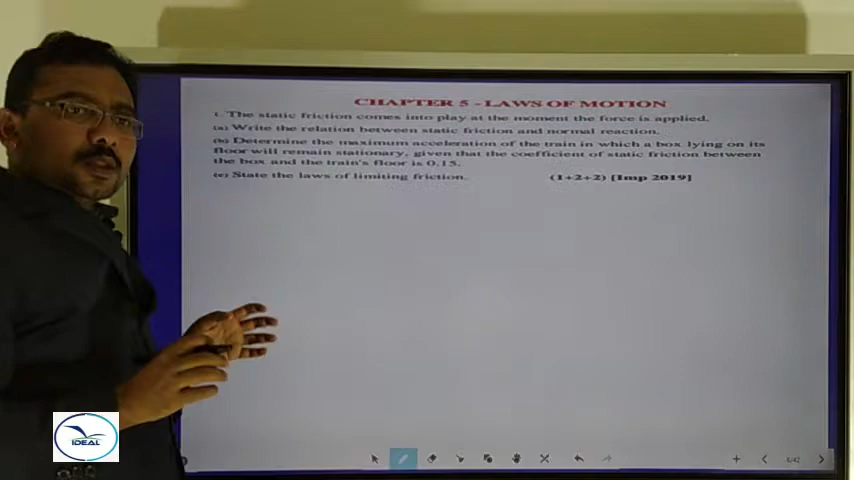 CHAPTER 5 - LAWS OF MOTION
1. The static friction comes into play at the moment the force is applied.
(a) Write the relation between static friction and normal reaction.
(b) Determine the maximum acceleration of the train in which a box lying on its
floor will remain stationary, given that the coefficient of static friction between
the box and the train's floor is 0.15.
(c) State the laws of limiting friction. (1+2+2) [Imp 2019]
IDEAL